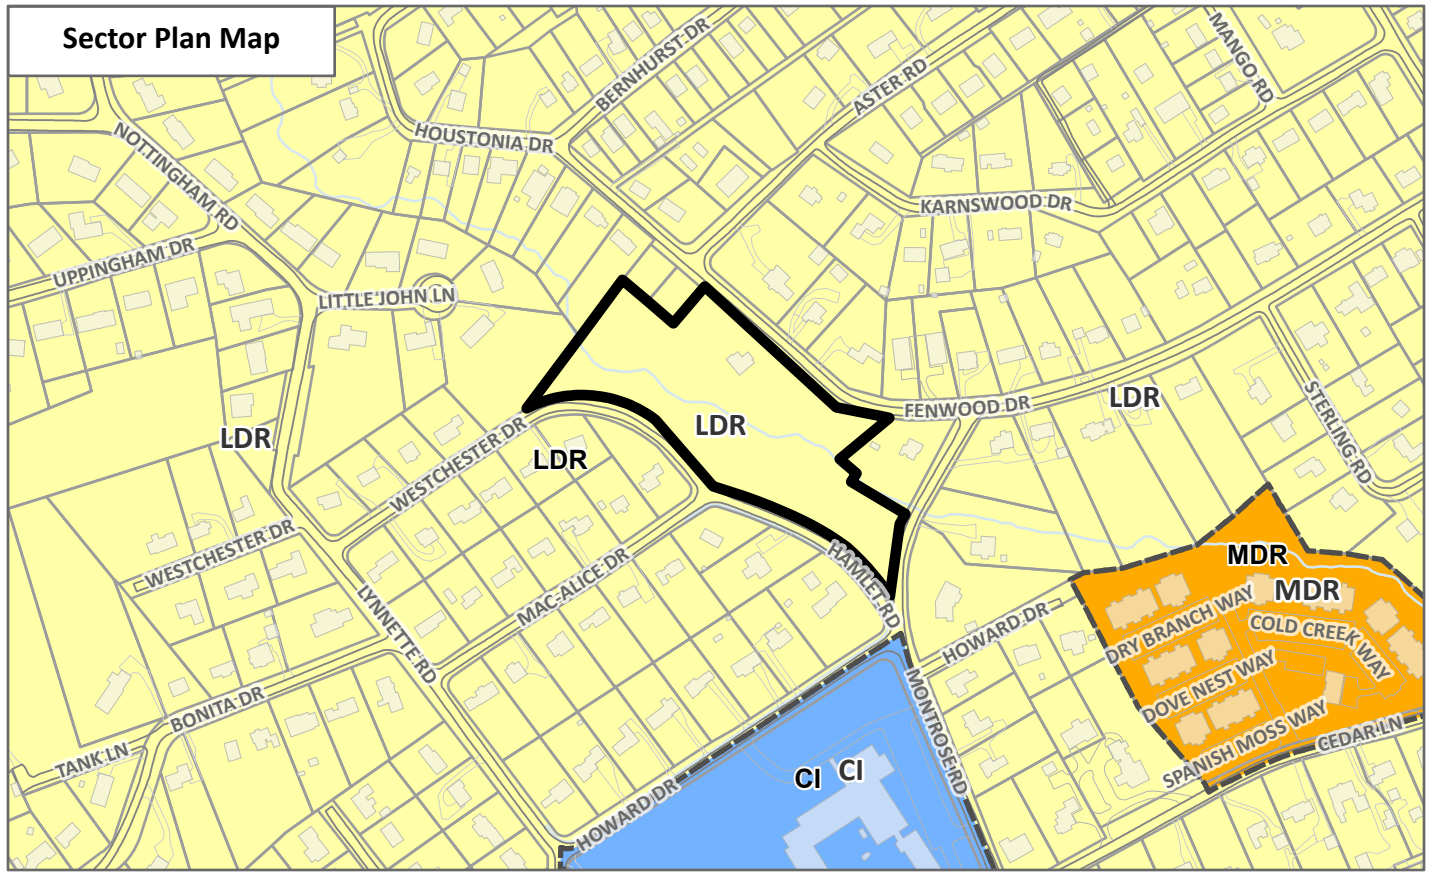 Sector Plan Map
BERNHURST DR
MANGO RD
ASTER RD
HOUSTONIA DR
NOTTINGHAM RD
KARNSWOOD DR
UPPINGHAM DR
LITTLE JOHN LN
FENWOOD DR
LDR
STERLING RD
LDR
LDR
LDR
WESTCHESTER DR
WESTCHESTER DR
MAC ALICE DR
HAMLET RD
LYNNETTE RD
HOWARD DR
MDR
MDR
DRY BRANCH WAY
COLD CREEK WAY
DOVE NEST WAY
SPANISH MOSS WAY
CEDAR LN
BONITA DR
TANK LN
MONTROSE RD
CI
CI
HOWARD DR